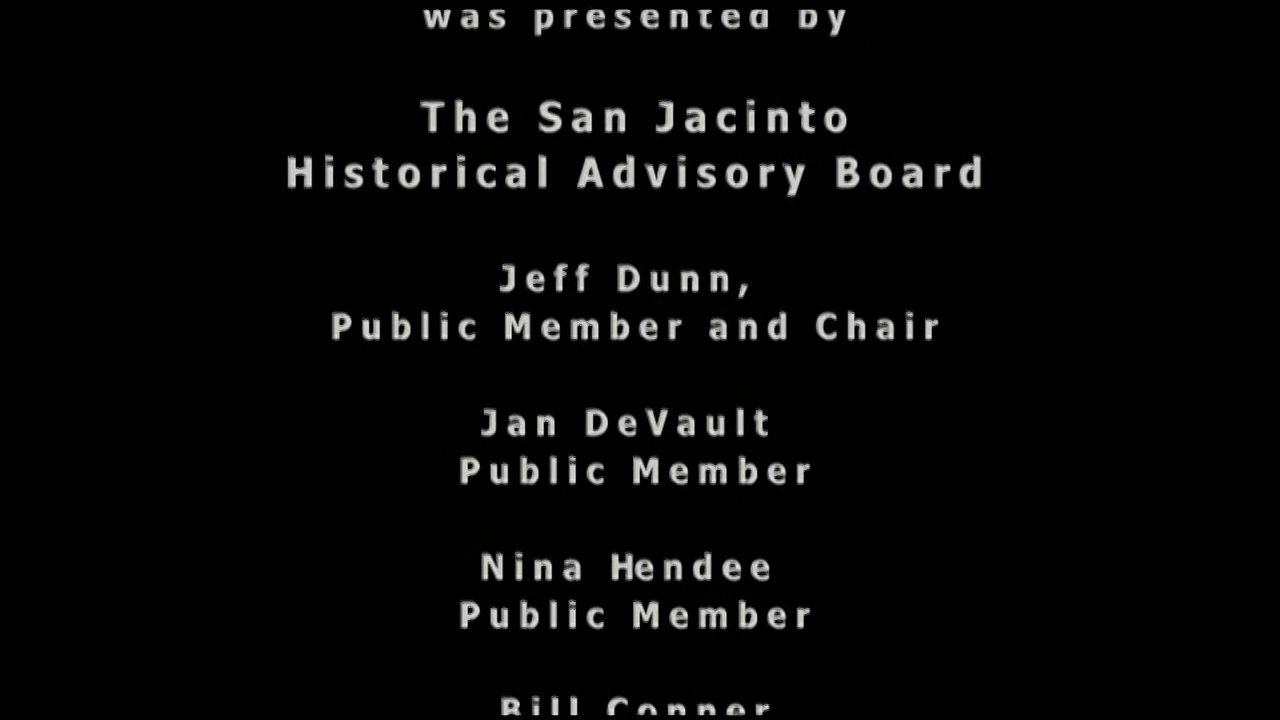 was presented by
The San Jacinto
Historical Advisory Board
Jeff Dunn,
Public Member and Chair
Jan DeVault
Public Member
Nina Hendee
Public Member
Bill